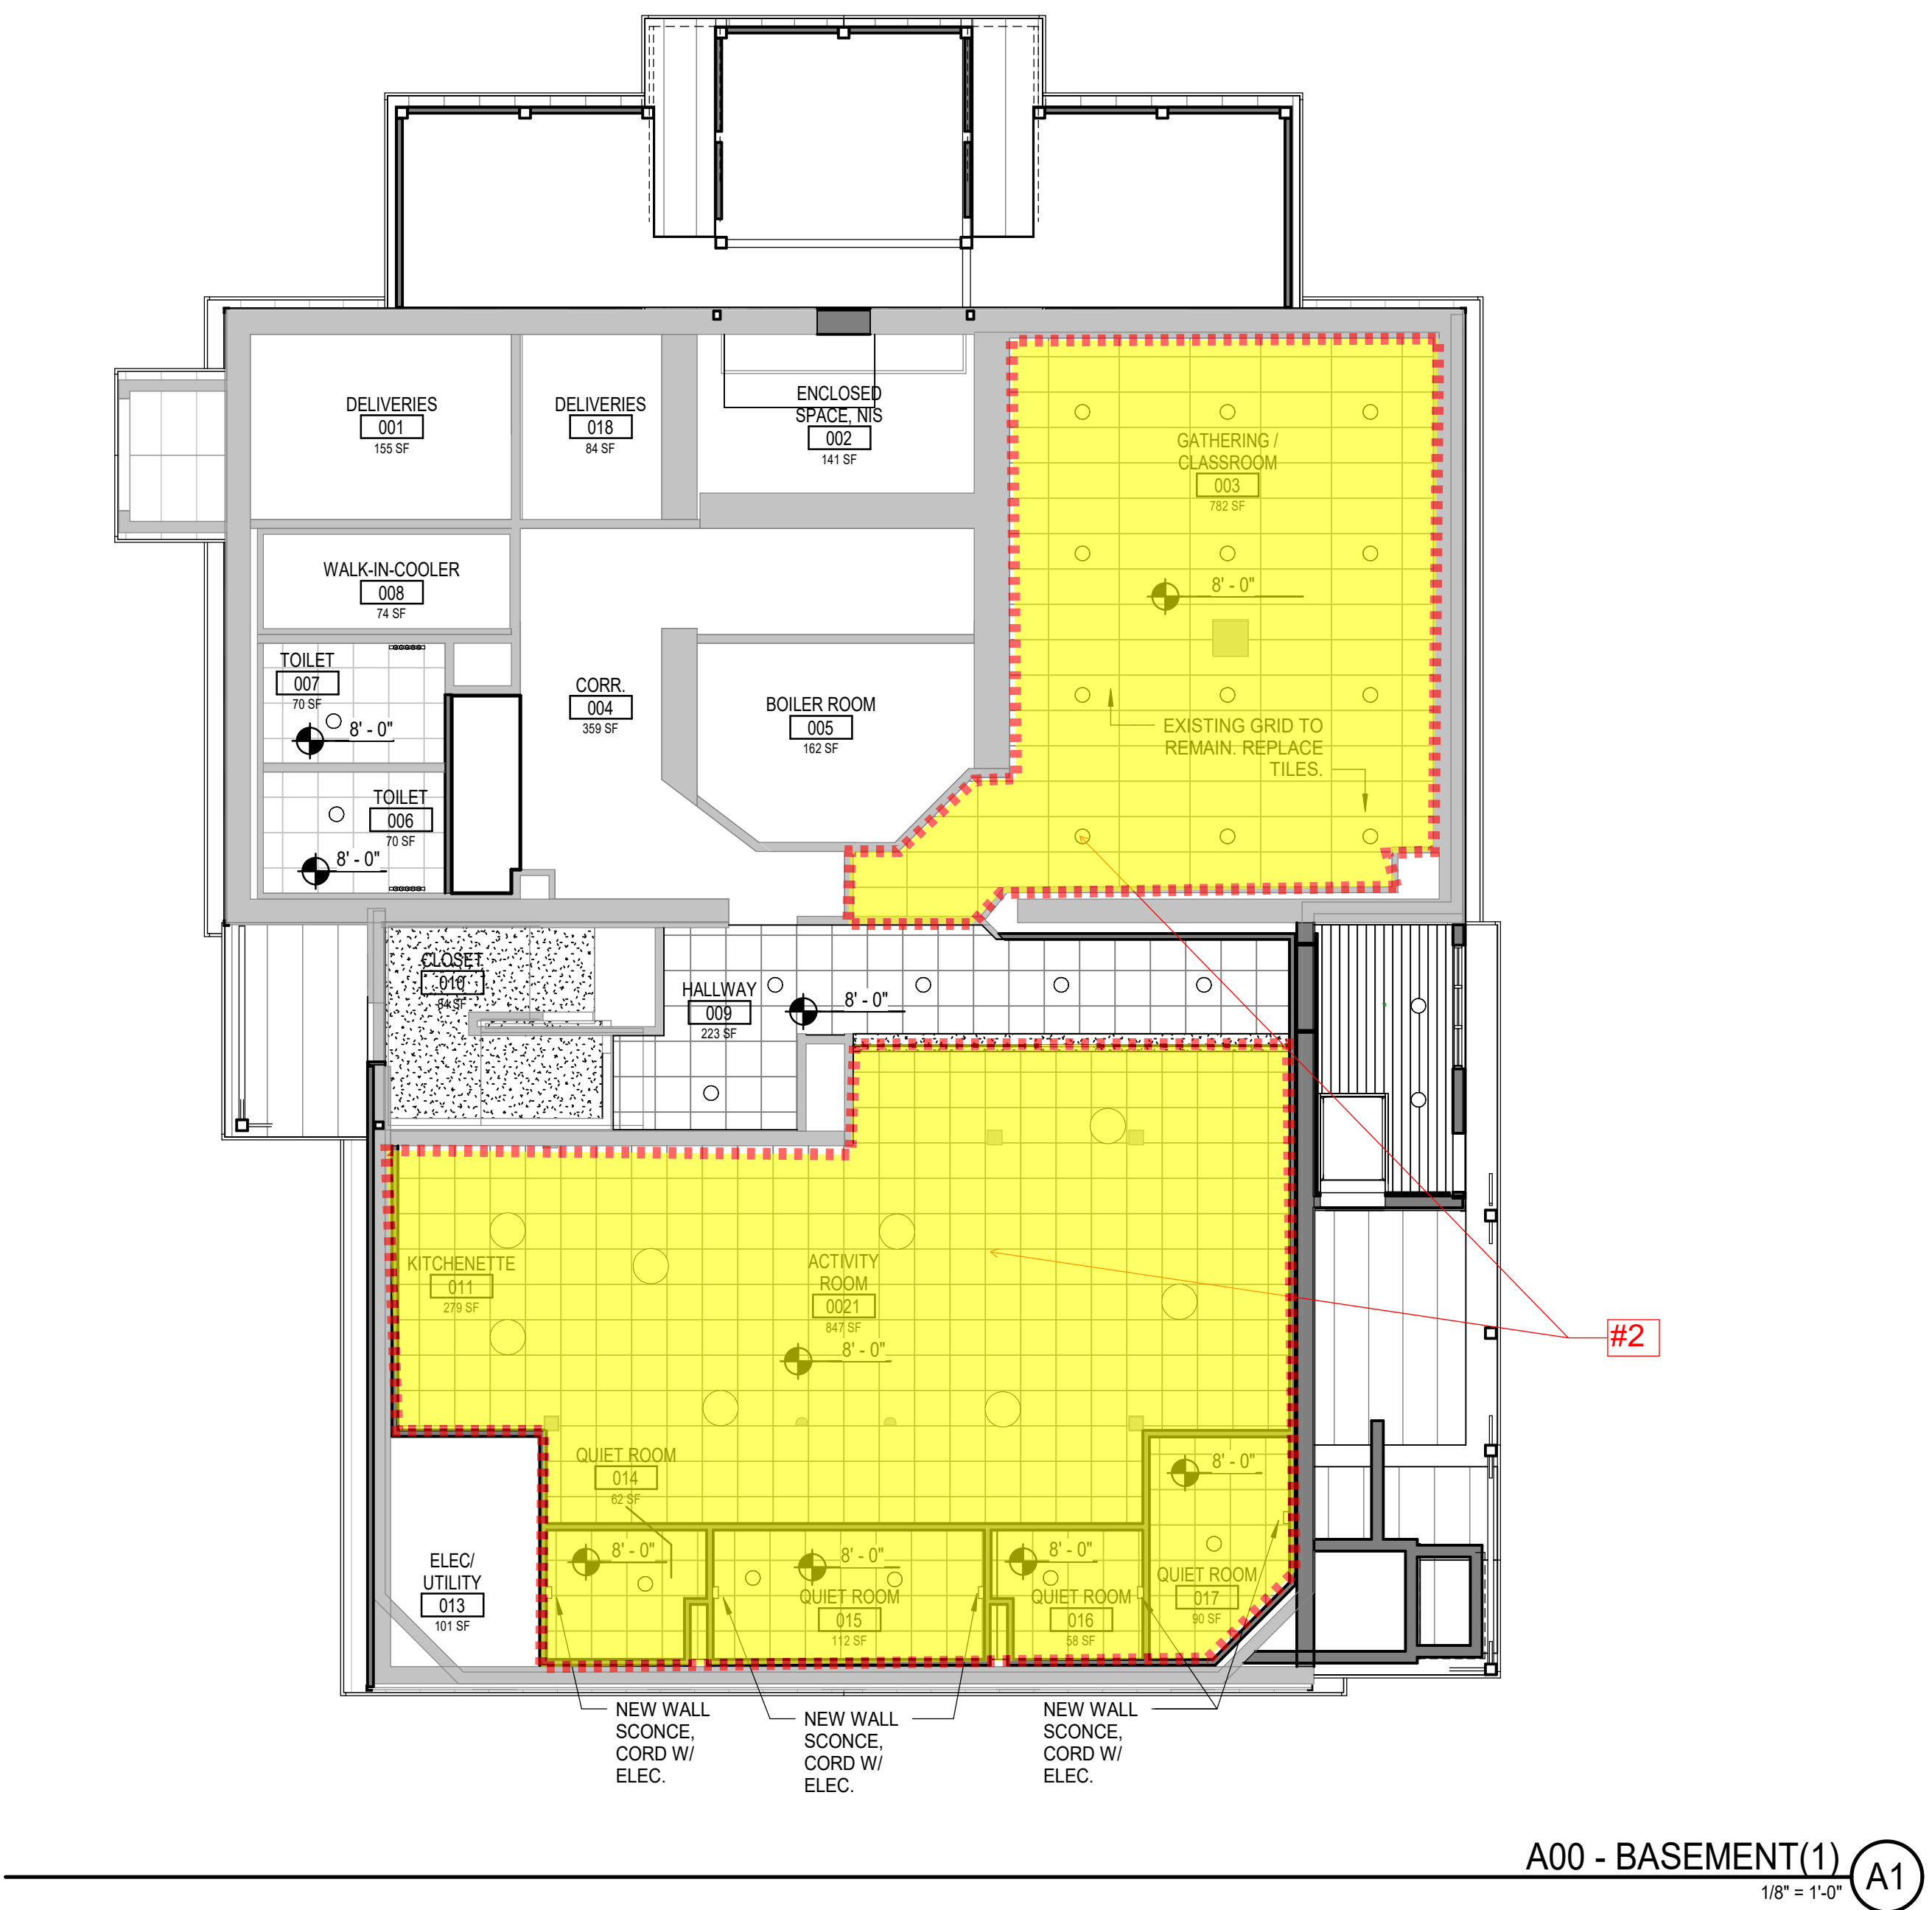 DELIVERIES
001
155 SF
DELIVERIES
018
84 SF
ENCLOSED
SPACE, NIS
002
141 SF
GATHERING /
CLASSROOM
003
782 SF
8' - 0"
WALK-IN-COOLER
008
74 SF
TOILET
007
70 SF
8' - 0"
CORR.
004
359 SF
BOILER ROOM
005
162 SF
EXISTING GRID TO
REMAIN. REPLACE
TILES.
TOILET
006
70 SF
8' - 0"
CLOSET
010
84 SF
HALLWAY
009
223 SF
8' - 0"
KITCHENETTE
011
279 SF
ACTIVITY
ROOM
0021
847 SF
8' - 0"
#2
QUIET ROOM
014
62 SF
8' - 0"
8' - 0"
QUIET ROOM
015
112 SF
8' - 0"
QUIET ROOM
016
58 SF
8' - 0"
QUIET ROOM
017
90 SF
ELEC/
UTILITY
013
101 SF
NEW WALL
SCONCE,
CORD W/
ELEC.
NEW WALL
SCONCE,
CORD W/
ELEC.
NEW WALL
SCONCE,
CORD W/
ELEC.
A00 - BASEMENT(1)
1/8" = 1'-0"
A1